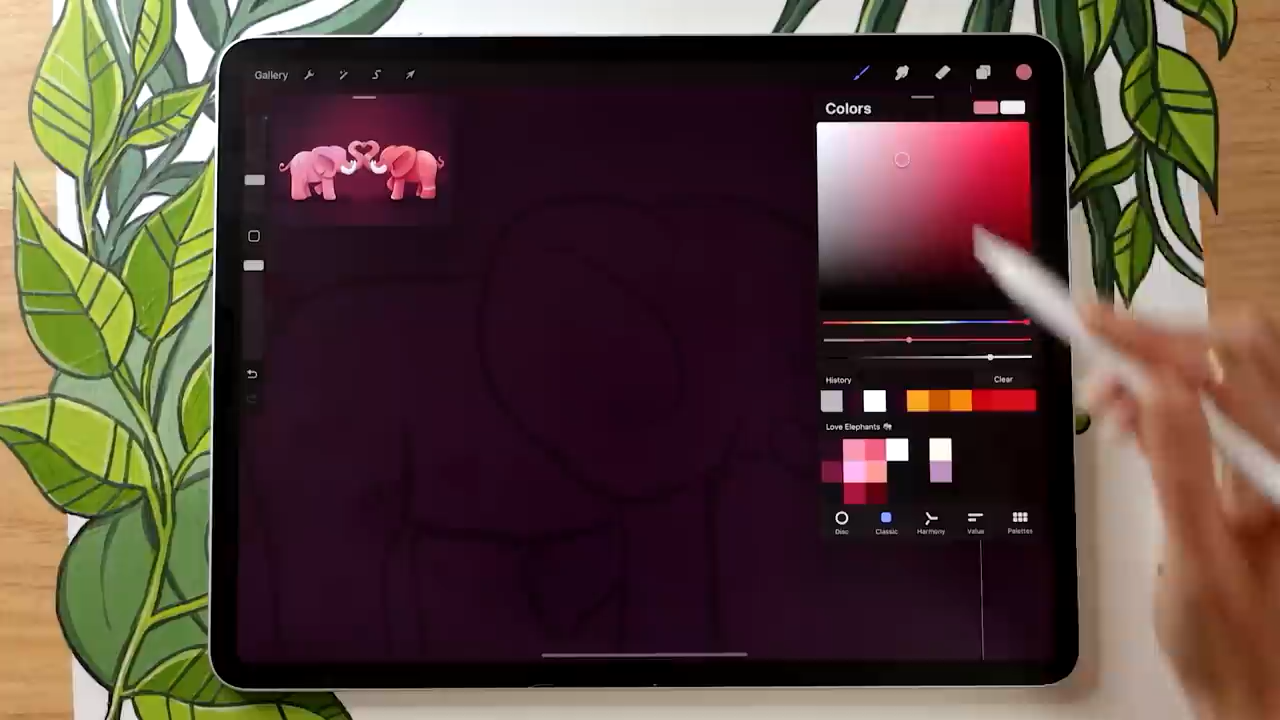 Gallery
Colors
History
Clear
Love Elephants 🐘
Disc
Classic
Harmony
Value
Palettes